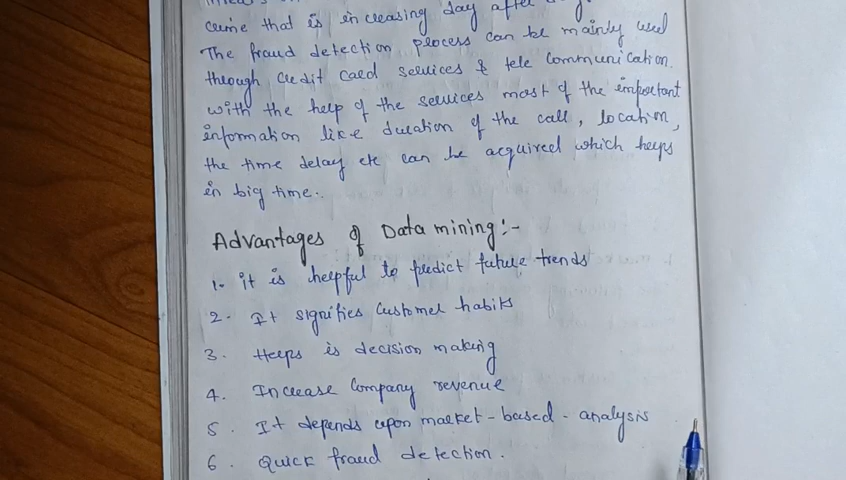 crime that is increasing day after
The fraud detection process can be mainly used
through credit card services & tele communication.
with the help of the services most of the important
information like duration of the call, location,
the time delay etc can be acquired which helps
in big time.
Advantages of Data mining:-
1- it is helpful to predict future trends
2. It signifies Customer habits
3. Helps is decision making
4. Increase Company revenue
5. It depends upon market-based-analysis
6. Quick fraud detection.